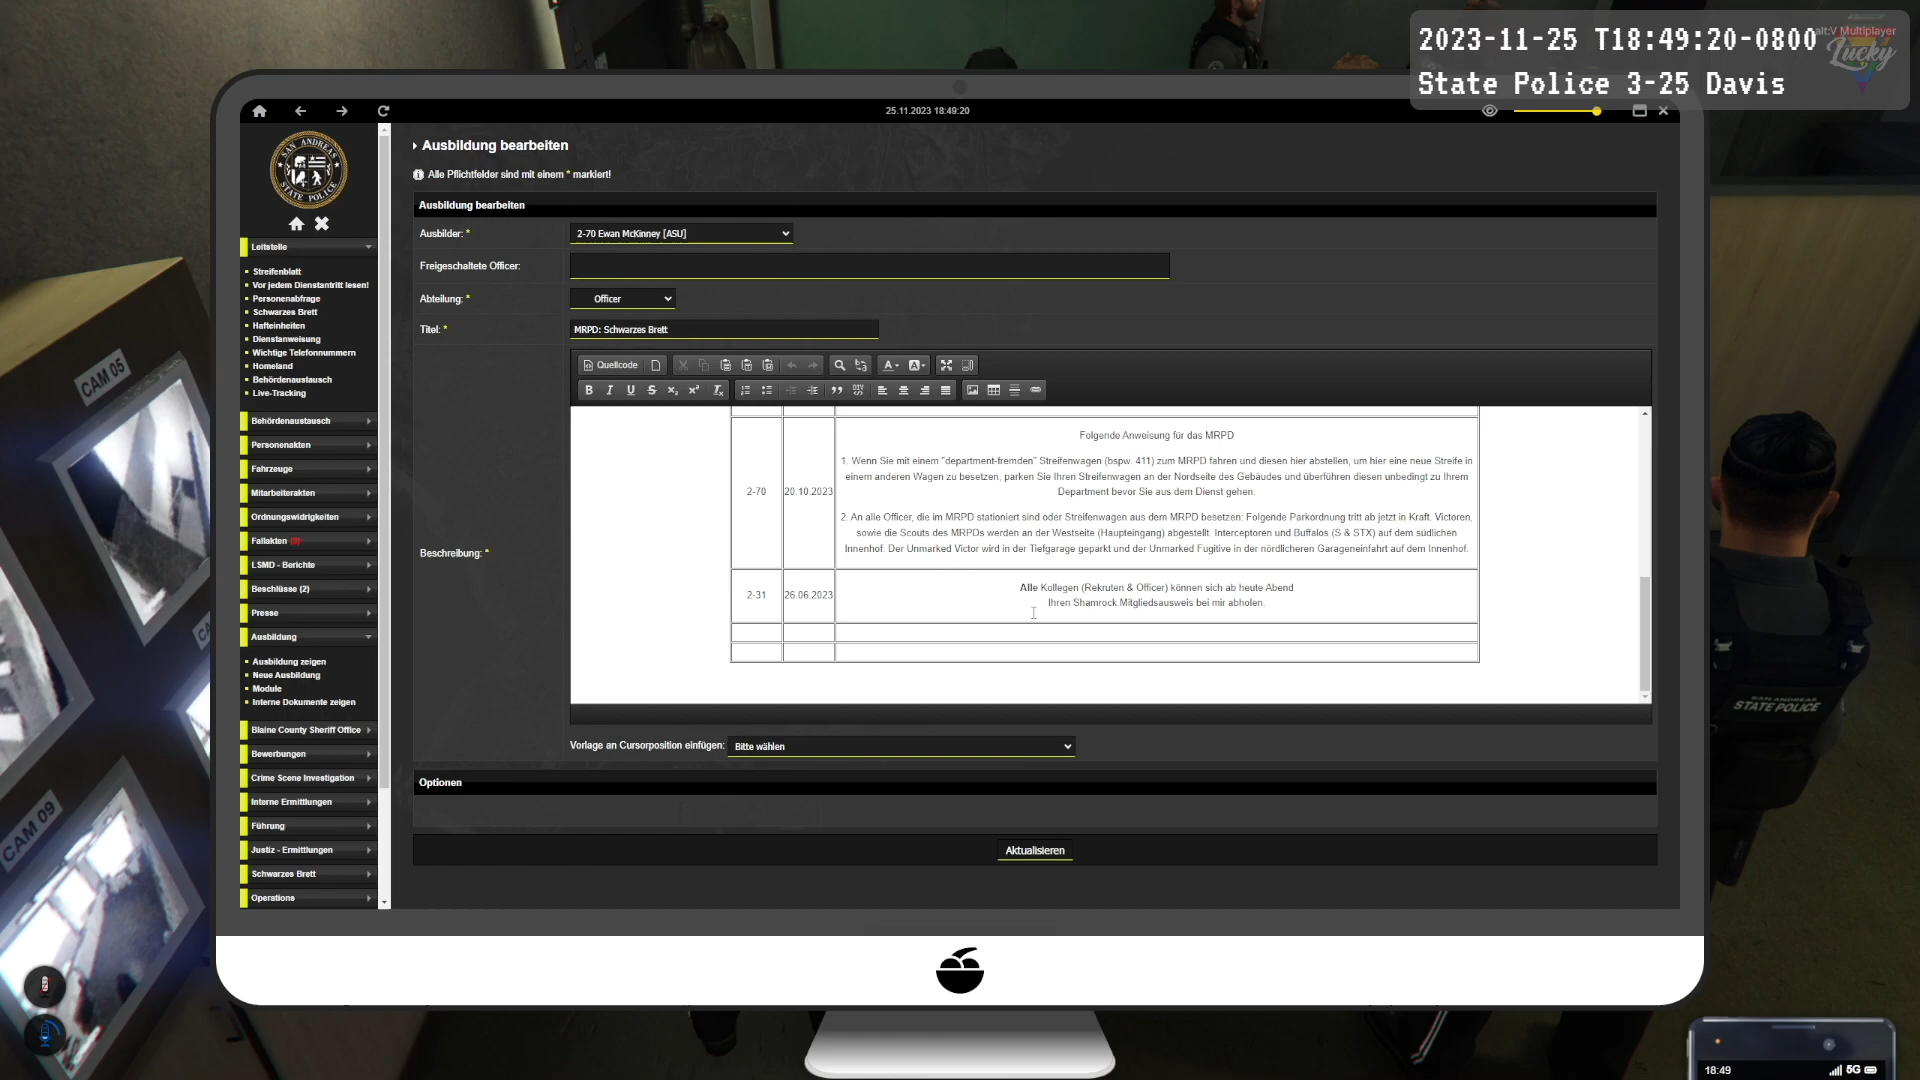 2023-11-25 T18:49:20-0800
alt:V Multiplayer
Lucky
State Police 3-25 Davis
25.11.2023 18:49:20
SAN ANDREAS
STATE POLICE
Leitstelle
Streifenblatt
Vor jedem Dienstantritt lesen!
Personenabfrage
Schwarzes Brett
Hafteinheiten
Dienstanweisung
Wichtige Telefonnummern
Homeland
Behördenaustausch
Live-Tracking
Behördenaustausch
Personenakten
Fahrzeuge
Mitarbeiterakten
Ordnungswidrigkeiten
Fallakten
LSMD - Berichte
Beschlüsse (2)
Presse
Ausbildung
Ausbildung zeigen
Neue Ausbildung
Module
Interne Dokumente zeigen
Blaine County Sheriff Office
Bewerbungen
Crime Scene Investigation
Interne Ermittlungen
Führung
Justiz - Ermittlungen
Schwarzes Brett
Operations
Ausbildung bearbeiten
Alle Pflichtfelder sind mit einem * markiert!
Ausbildung bearbeiten
Ausbilder: * 2-70 Ewan McKinney [ASU]
Freigeschaltete Officer:
Abteilung: * Officer
Titel: * MRPD: Schwarzes Brett
Quellcode
Beschreibung: *
Folgende Anweisung für das MRPD
1. Wenn Sie mit einem "department-fremden" Streifenwagen (bspw. 411) zum MRPD fahren und diesen hier abstellen, um hier eine neue Streife in
einem anderen Wagen zu besetzen, parken Sie Ihren Streifenwagen an der Nordseite des Gebäudes und überführen diesen unbedingt zu Ihrem
2-70 20.10.2023 Department bevor Sie aus dem Dienst gehen.
2. An alle Officer, die im MRPD stationiert sind oder Streifenwagen aus dem MRPD besetzen: Folgende Parkordnung tritt ab jetzt in Kraft. Victoren,
sowie die Scouts des MRPDs werden an der Westseite (Haupteingang) abgestellt. Interceptoren und Buffalos (S & STX) auf dem südlichen
Innenhof. Der Unmarked Victor wird in der Tiefgarage geparkt und der Unmarked Fugitive in der nördlicheren Garageneinfahrt auf dem Innenhof.
2-31 26.06.2023 Alle Kollegen (Rekruten & Officer) können sich ab heute Abend
Ihren Shamrock Mitgliedsausweis bei mir abholen.
Vorlage an Cursorposition einfügen: Bitte wählen
Optionen
Aktualisieren
CAM 05
CAM 09
SAN ANDREAS
STATE POLICE
18:49
5G